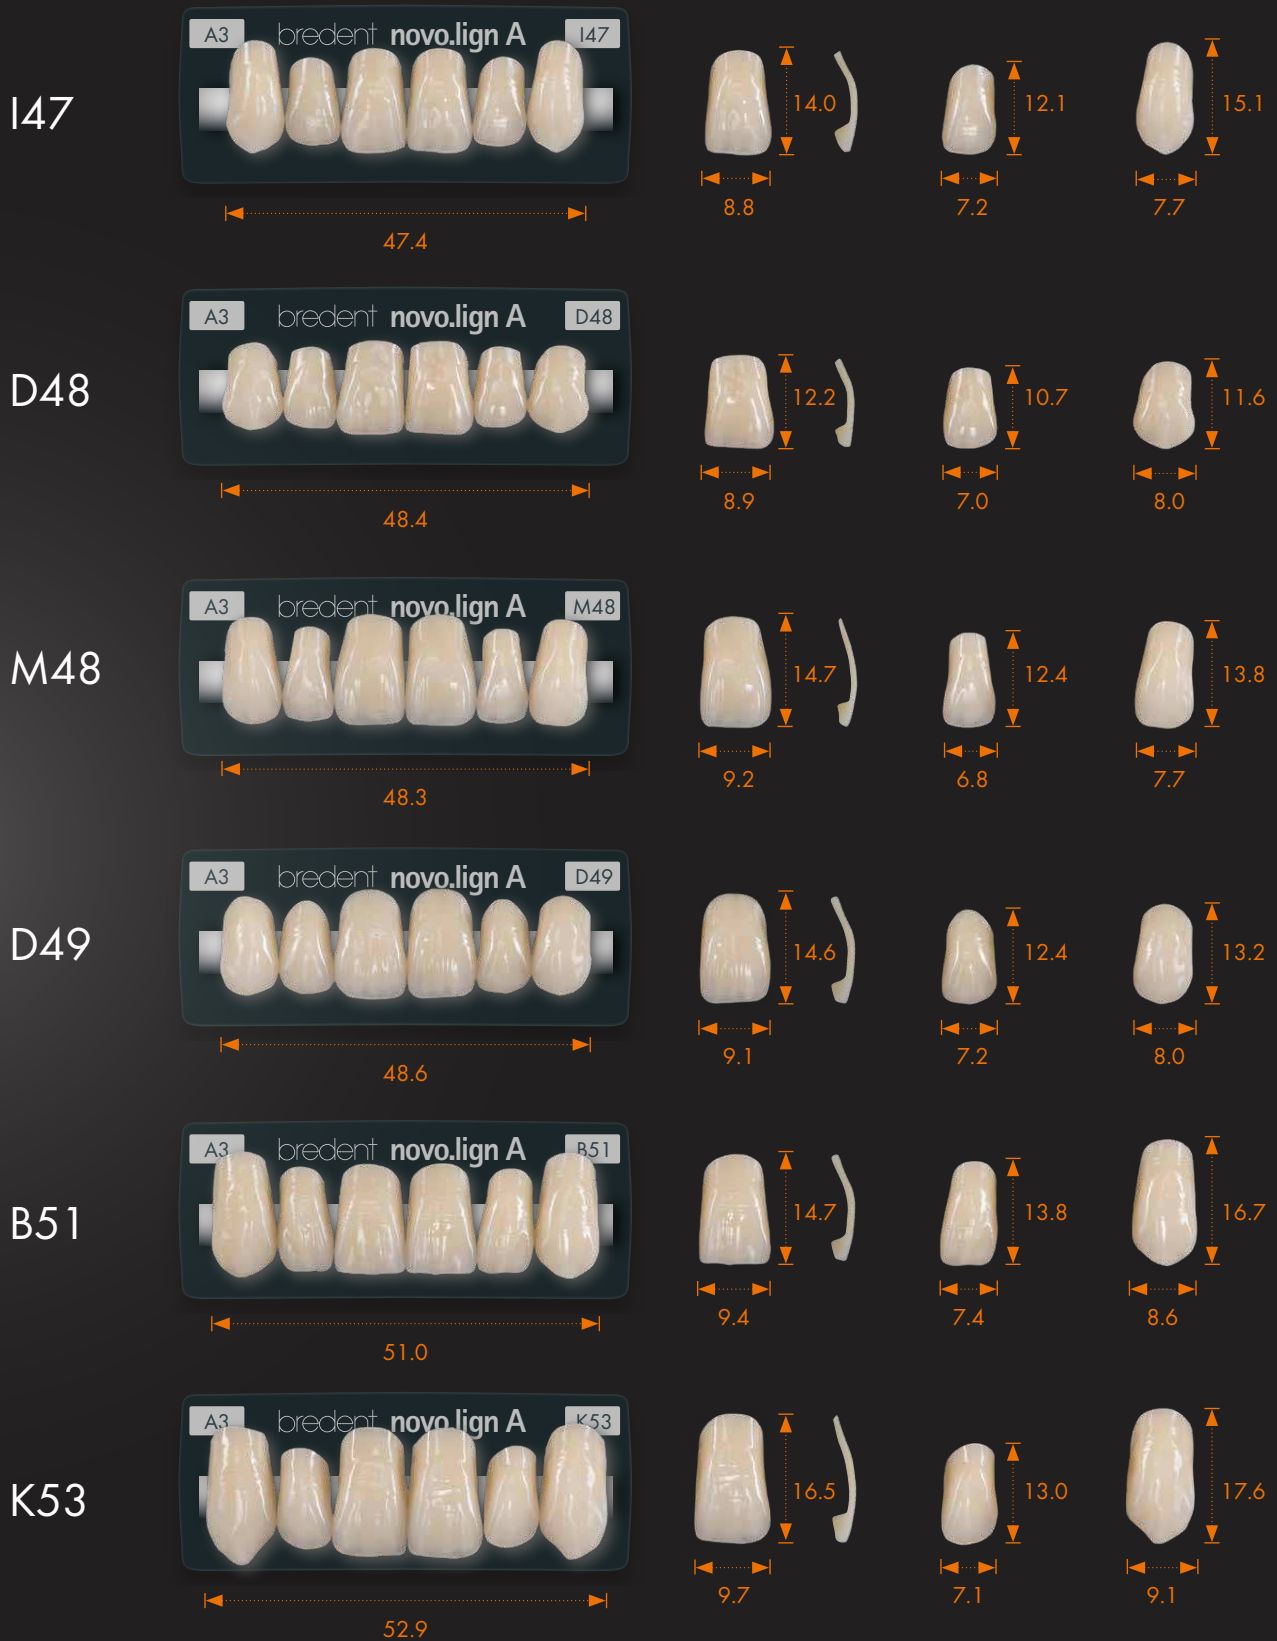 A3 bredent novo.lign A I47
I47
14.0 12.1 15.1
8.8 7.2 7.7
47.4
A3 bredent novo.lign A D48
D48
12.2 10.7 11.6
8.9 7.0 8.0
48.4
A3 bredent novo.lign A M48
M48
14.7 12.4 13.8
9.2 6.8 7.7
48.3
A3 bredent novo.lign A D49
D49
14.6 12.4 13.2
9.1 7.2 8.0
48.6
A3 bredent novo.lign A B51
B51
14.7 13.8 16.7
9.4 7.4 8.6
51.0
A3 bredent novo.lign A K53
K53
16.5 13.0 17.6
9.7 7.1 9.1
52.9